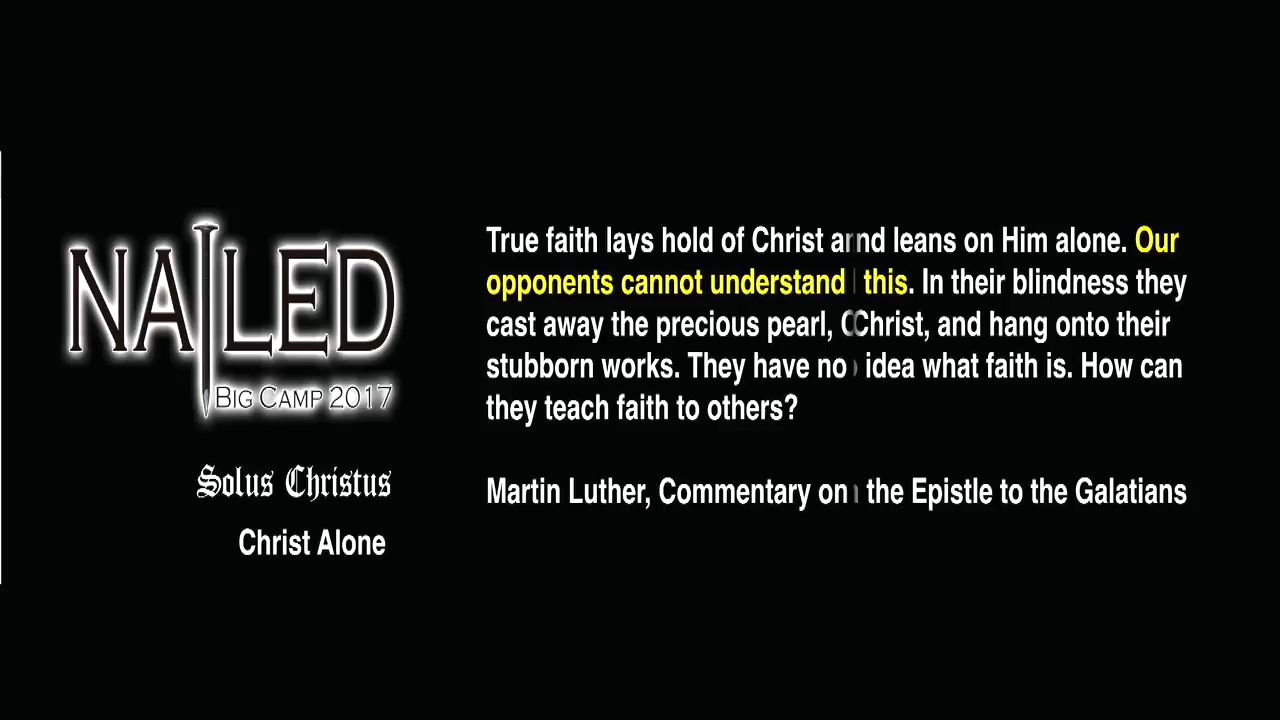 NAILED
BIG CAMP 2017
Solus Christus
Christ Alone
True faith lays hold of Christ and leans on Him alone. Our
opponents cannot understand this. In their blindness they
cast away the precious pearl, Christ, and hang onto their
stubborn works. They have no idea what faith is. How can
they teach faith to others?
Martin Luther, Commentary on the Epistle to the Galatians